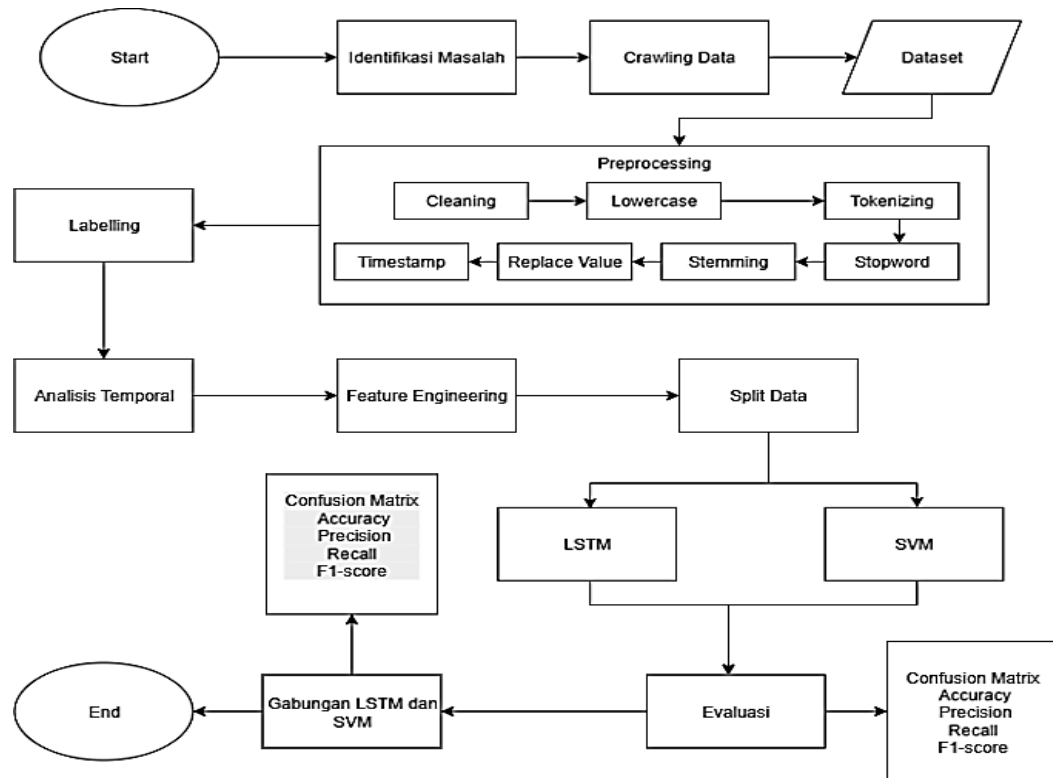 Start
Identifikasi Masalah
Crawling Data
Dataset
Preprocessing
Cleaning
Lowercase
Tokenizing
Timestamp
Replace Value
Stemming
Stopword
Labelling
Analisis Temporal
Feature Engineering
Split Data
LSTM
SVM
Confusion Matrix
Accuracy
Precision
Recall
F1-score
Evaluasi
Confusion Matrix
Accuracy
Precision
Recall
F1-score
Gabungan LSTM dan
SVM
End